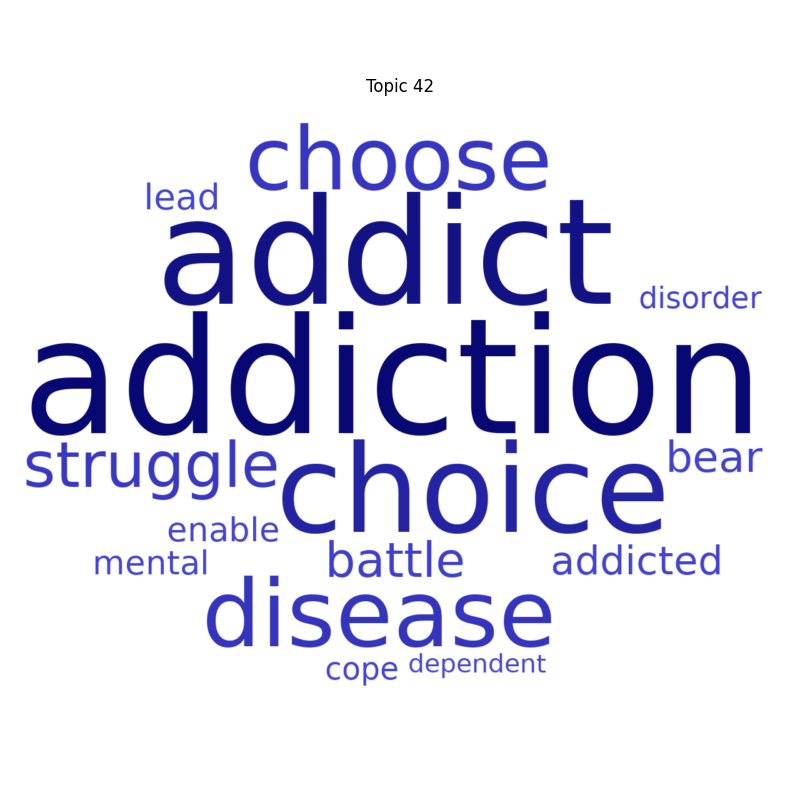 Topic 42
choose
lead
addict
disorder
addiction
struggle
choice
bear
enable
mental
battle
addicted
disease
cope
dependent